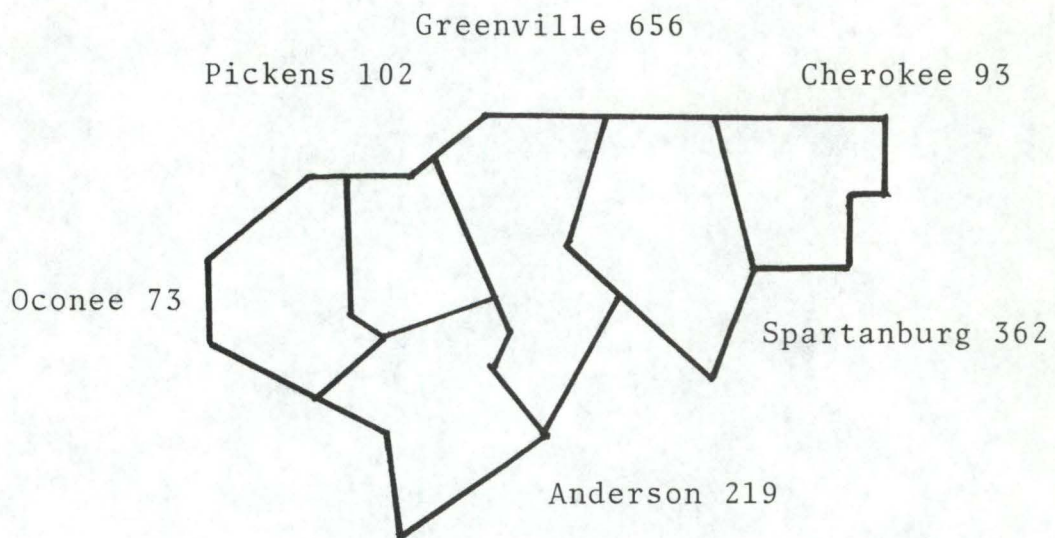 Greenville 656
Pickens 102
Cherokee 93
Oconee 73
Spartanburg 362
Anderson 219